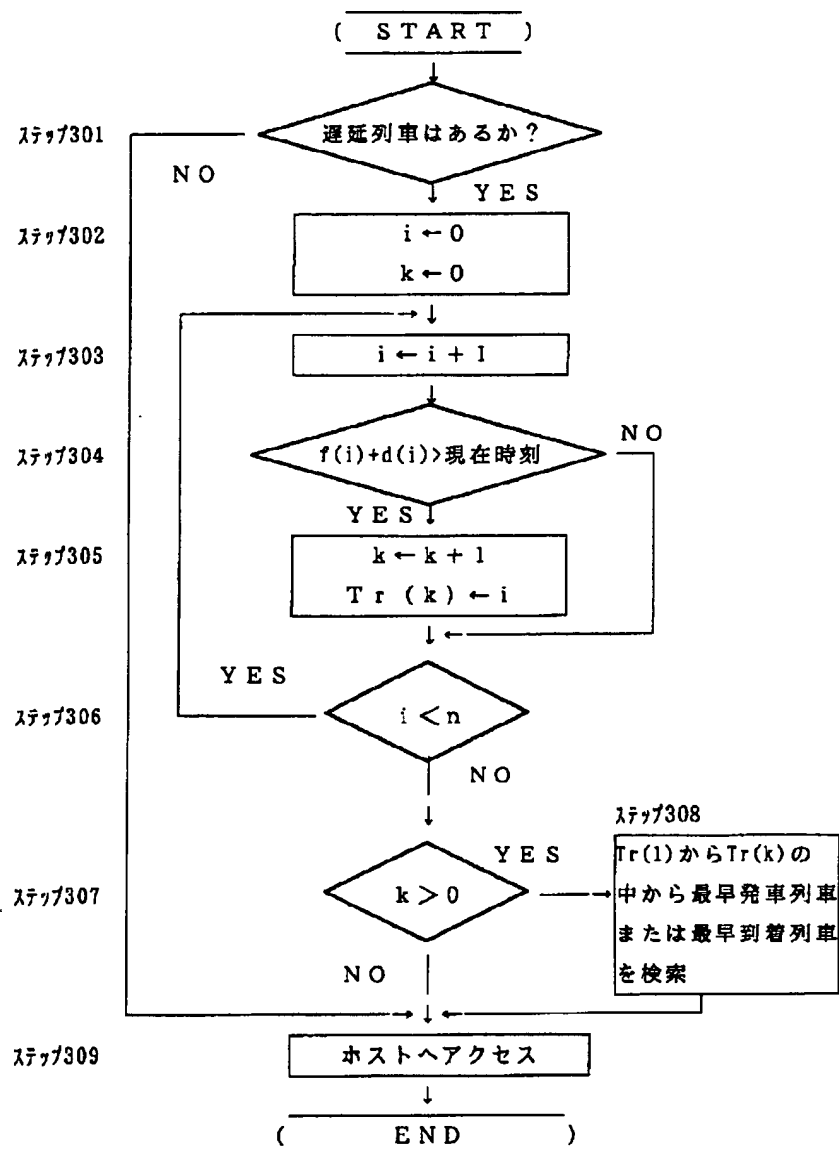 ( START )
ステップ301
遅延列車はあるか？
NO
YES
ステップ302
i ← 0
k ← 0
ステップ303
i ← i + 1
ステップ304
f(i)+d(i)>現在時刻
NO
YES
ステップ305
k ← k + 1
Tr (k) ← i
YES
ステップ306
i < n
NO
ステップ308
Tr(1)からTr(k)の
中から最早発車列車
または最早到着列車
を検索
YES
ステップ307
k > 0
NO
ステップ309
ホストへアクセス
( END )